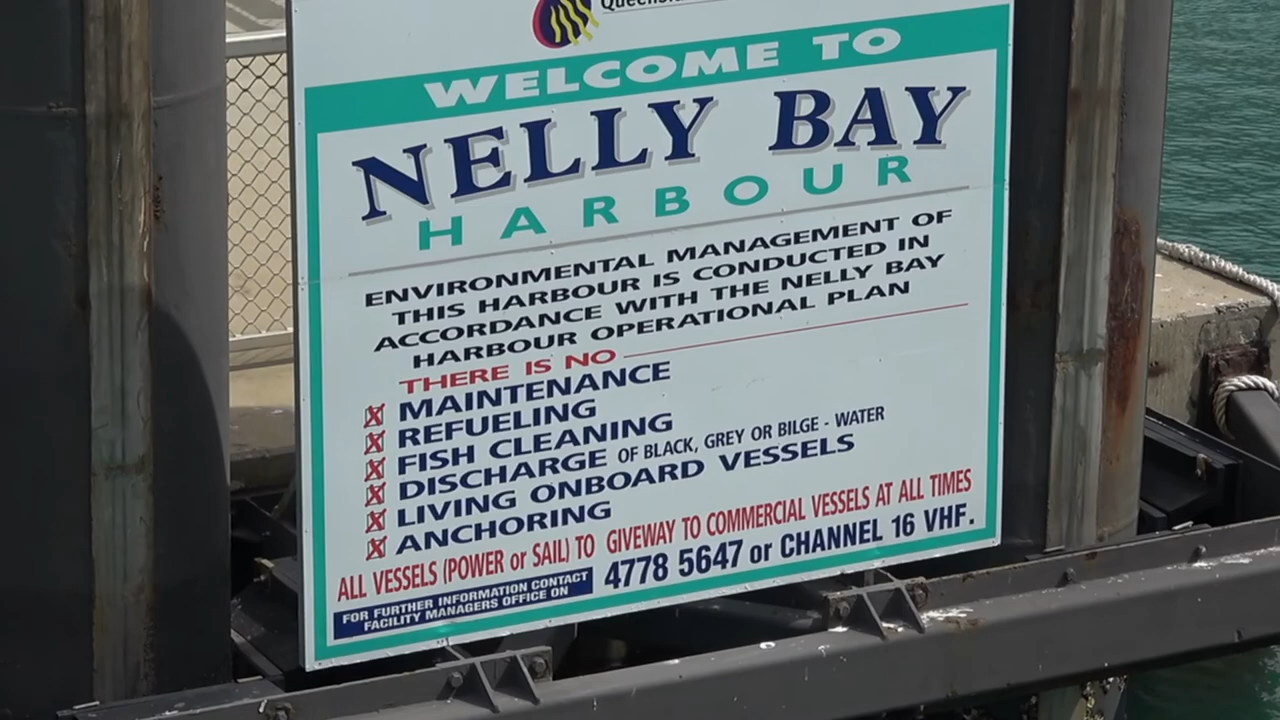 WELCOME TO
NELLY BAY
HARBOUR
ENVIRONMENTAL MANAGEMENT OF
THIS HARBOUR IS CONDUCTED IN
ACCORDANCE WITH THE NELLY BAY
HARBOUR OPERATIONAL PLAN
THERE IS NO
MAINTENANCE
REFUELING
FISH CLEANING
DISCHARGE OF BLACK, GREY OR BILGE - WATER
LIVING ONBOARD VESSELS
ANCHORING
ALL VESSELS (POWER or SAIL) TO GIVEWAY TO COMMERCIAL VESSELS AT ALL TIMES
FOR FURTHER INFORMATION CONTACT
FACILITY MANAGERS OFFICE ON
4778 5647 or CHANNEL 16 VHF.